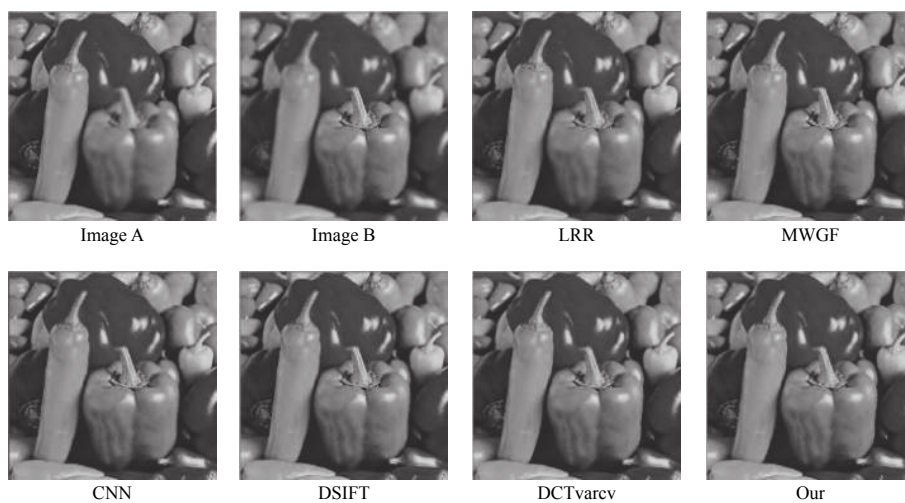 Image A
Image B
LRR
MWGF
CNN
DSIFT
DCTvarcv
Our